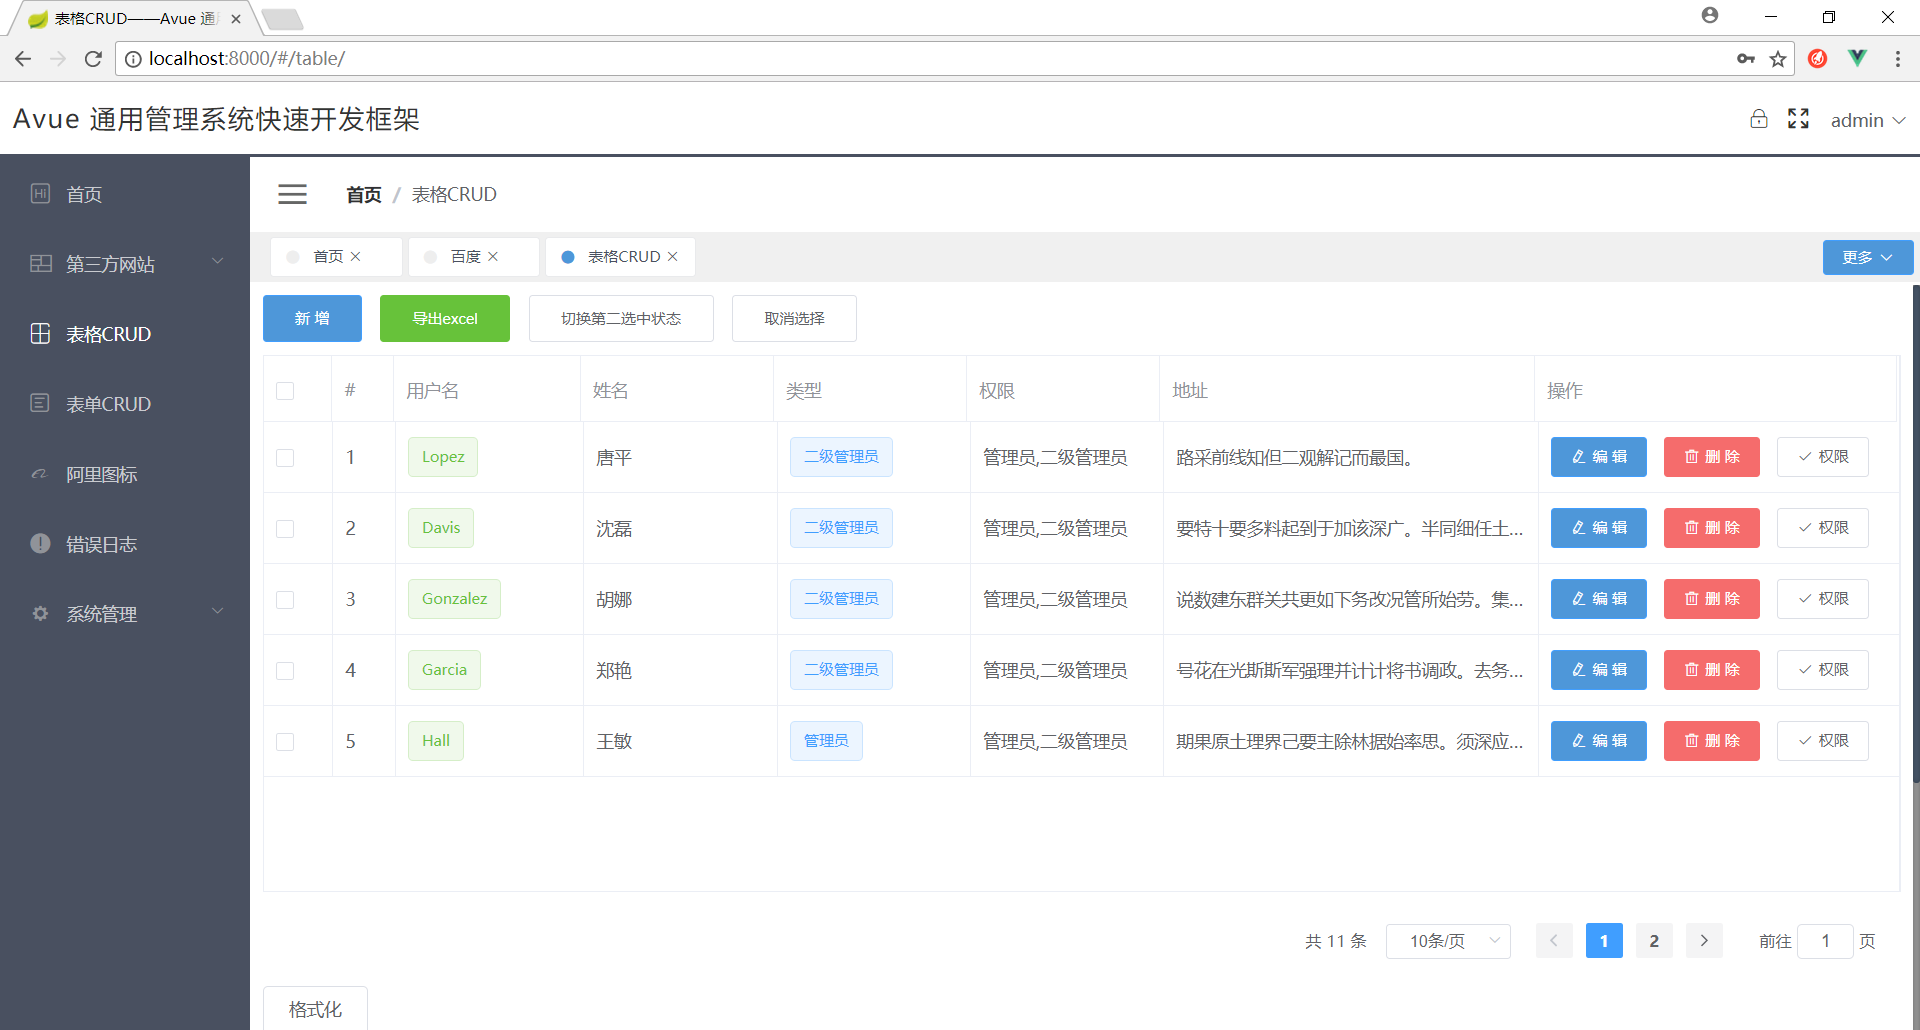 表格CRUD——Avue 通
localhost:8000/#/table/
Avue 通用管理系统快速开发框架
admin
首页
第三方网站
表格CRUD
表单CRUD
阿里图标
错误日志
系统管理
首页 / 表格CRUD
首页 百度 表格CRUD 更多
新 增 导出excel 切换第二选中状态 取消选择
# 用户名 姓名 类型 权限 地址 操作
1 Lopez 唐平 二级管理员 管理员,二级管理员 路采前线知但二观解记而最国。 编 辑 删 除 权限
2 Davis 沈磊 二级管理员 管理员,二级管理员 要特十要多料起到于加该深广。半同细任土... 编 辑 删 除 权限
3 Gonzalez 胡娜 二级管理员 管理员,二级管理员 说数建东群关共更如下务改况管所始劳。集... 编 辑 删 除 权限
4 Garcia 郑艳 二级管理员 管理员,二级管理员 号花在光斯斯军强理并计计将书调政。去务... 编 辑 删 除 权限
5 Hall 王敏 管理员 管理员,二级管理员 期果原土理界己要主除林据始率思。须深应... 编 辑 删 除 权限
共 11 条 10条/页 1 2 前往 1 页
格式化